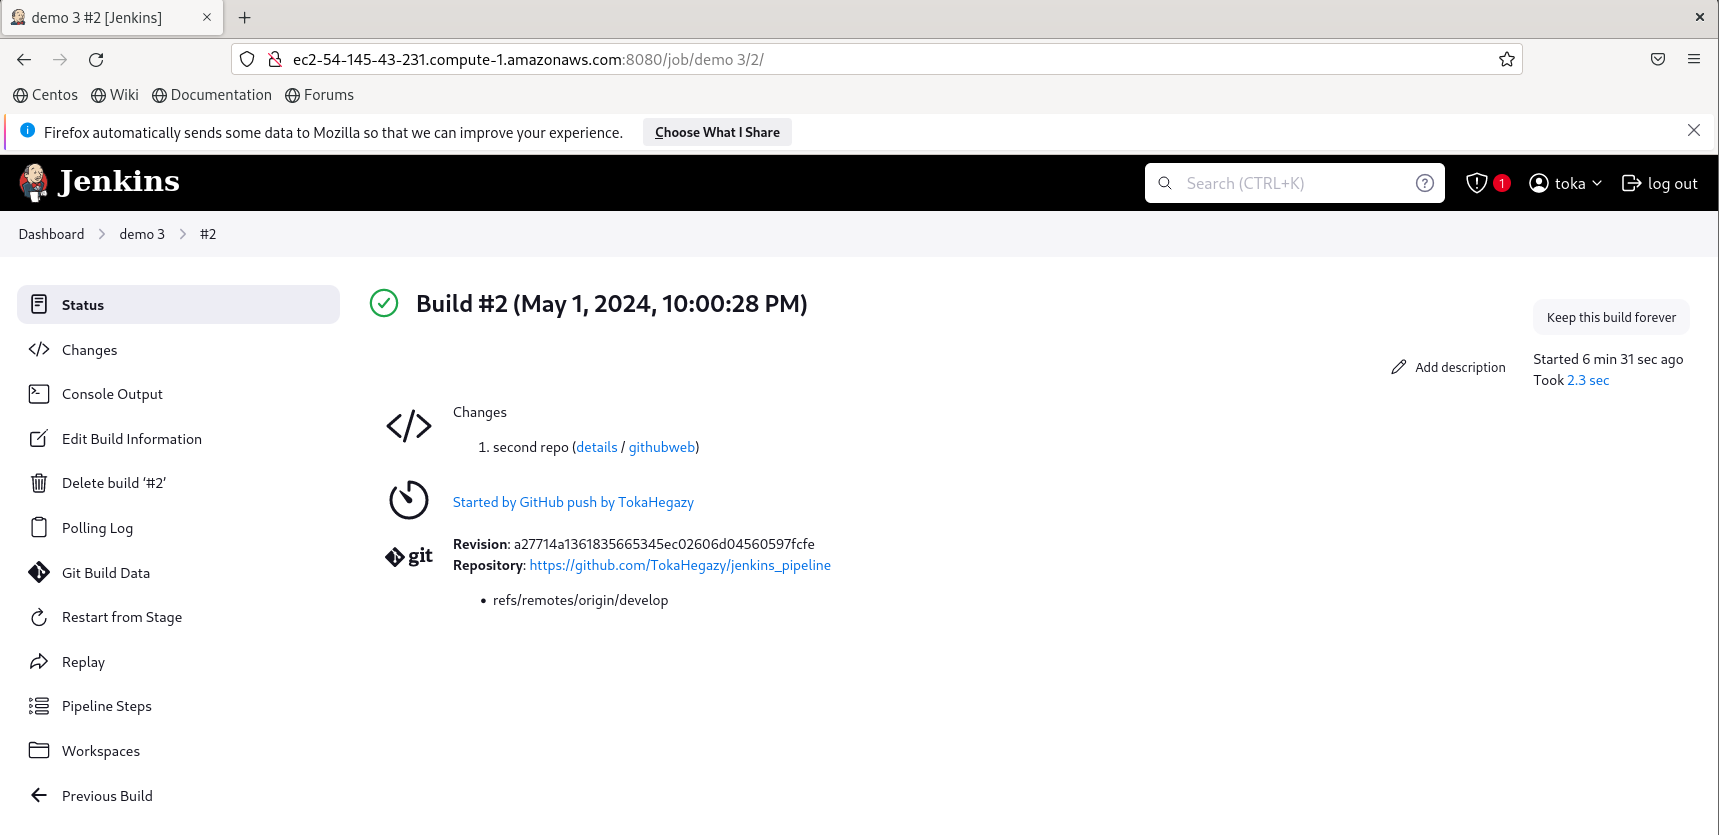 demo 3 #2 [Jenkins]
ec2-54-145-43-231.compute-1.amazonaws.com:8080/job/demo 3/2/
Centos Wiki Documentation Forums
Firefox automatically sends some data to Mozilla so that we can improve your experience. Choose What I Share
Jenkins Search (CTRL+K) 1 toka log out
Dashboard demo 3 #2
Status
Changes
Console Output
Edit Build Information
Delete build ‘#2’
Polling Log
Git Build Data
Restart from Stage
Replay
Pipeline Steps
Workspaces
Previous Build
Build #2 (May 1, 2024, 10:00:28 PM)
Keep this build forever
Add description
Started 6 min 31 sec ago
Took 2.3 sec
Changes
1. second repo (details / githubweb)
Started by GitHub push by TokaHegazy
git
Revision: a27714a1361835665345ec02606d04560597fcfe
Repository: https://github.com/TokaHegazy/jenkins_pipeline
• refs/remotes/origin/develop